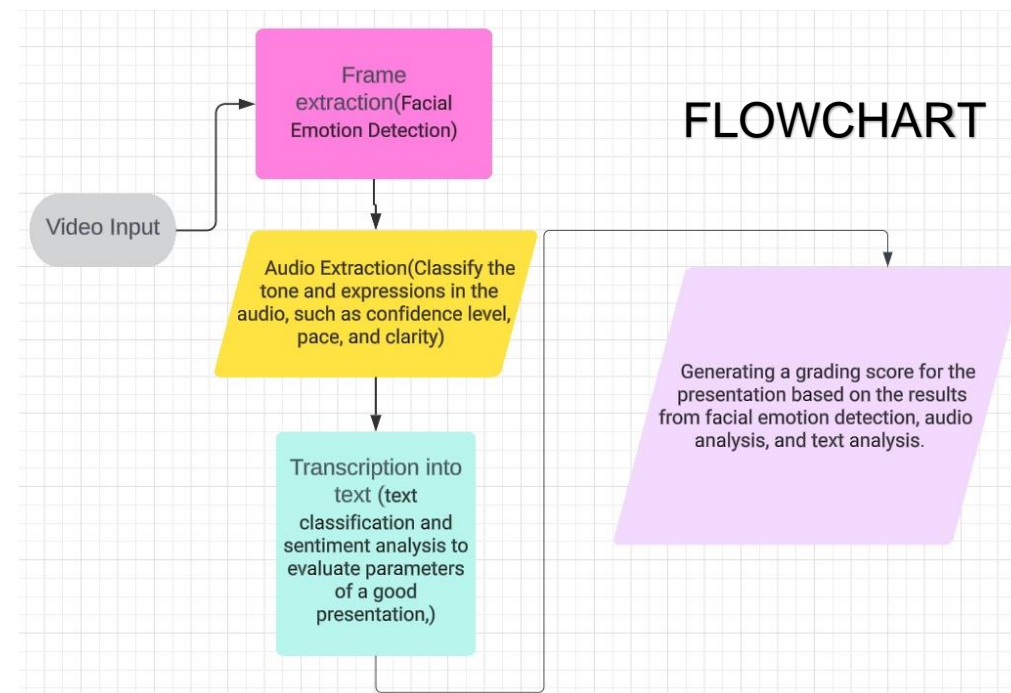 FLOWCHART
Video Input
Frame
extraction(Facial
Emotion Detection)
Audio Extraction(Classify the
tone and expressions in the
audio, such as confidence level,
pace, and clarity)
Transcription into
text (text
classification and
sentiment analysis to
evaluate parameters
of a good
presentation,)
Generating a grading score for the
presentation based on the results
from facial emotion detection, audio
analysis, and text analysis.